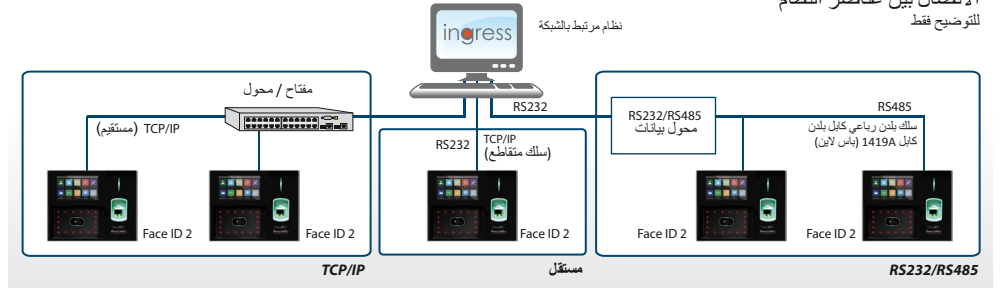 الاتصال بين عناصر النظام
للتوضيح فقط
ingress
نظام مرتبط بالشبكة
مفتاح / محول
TCP/IP (مستقيم)
Face ID 2
Face ID 2
TCP/IP
RS232
TCP/IP
(سلك متقاطع)
Face ID 2
مستقل
RS232
RS232/RS485
محول بيانات
RS485
سلك بلدن رباعي كابل بلدن
كابل 1419A (باس لاين)
Face ID 2
Face ID 2
RS232/RS485